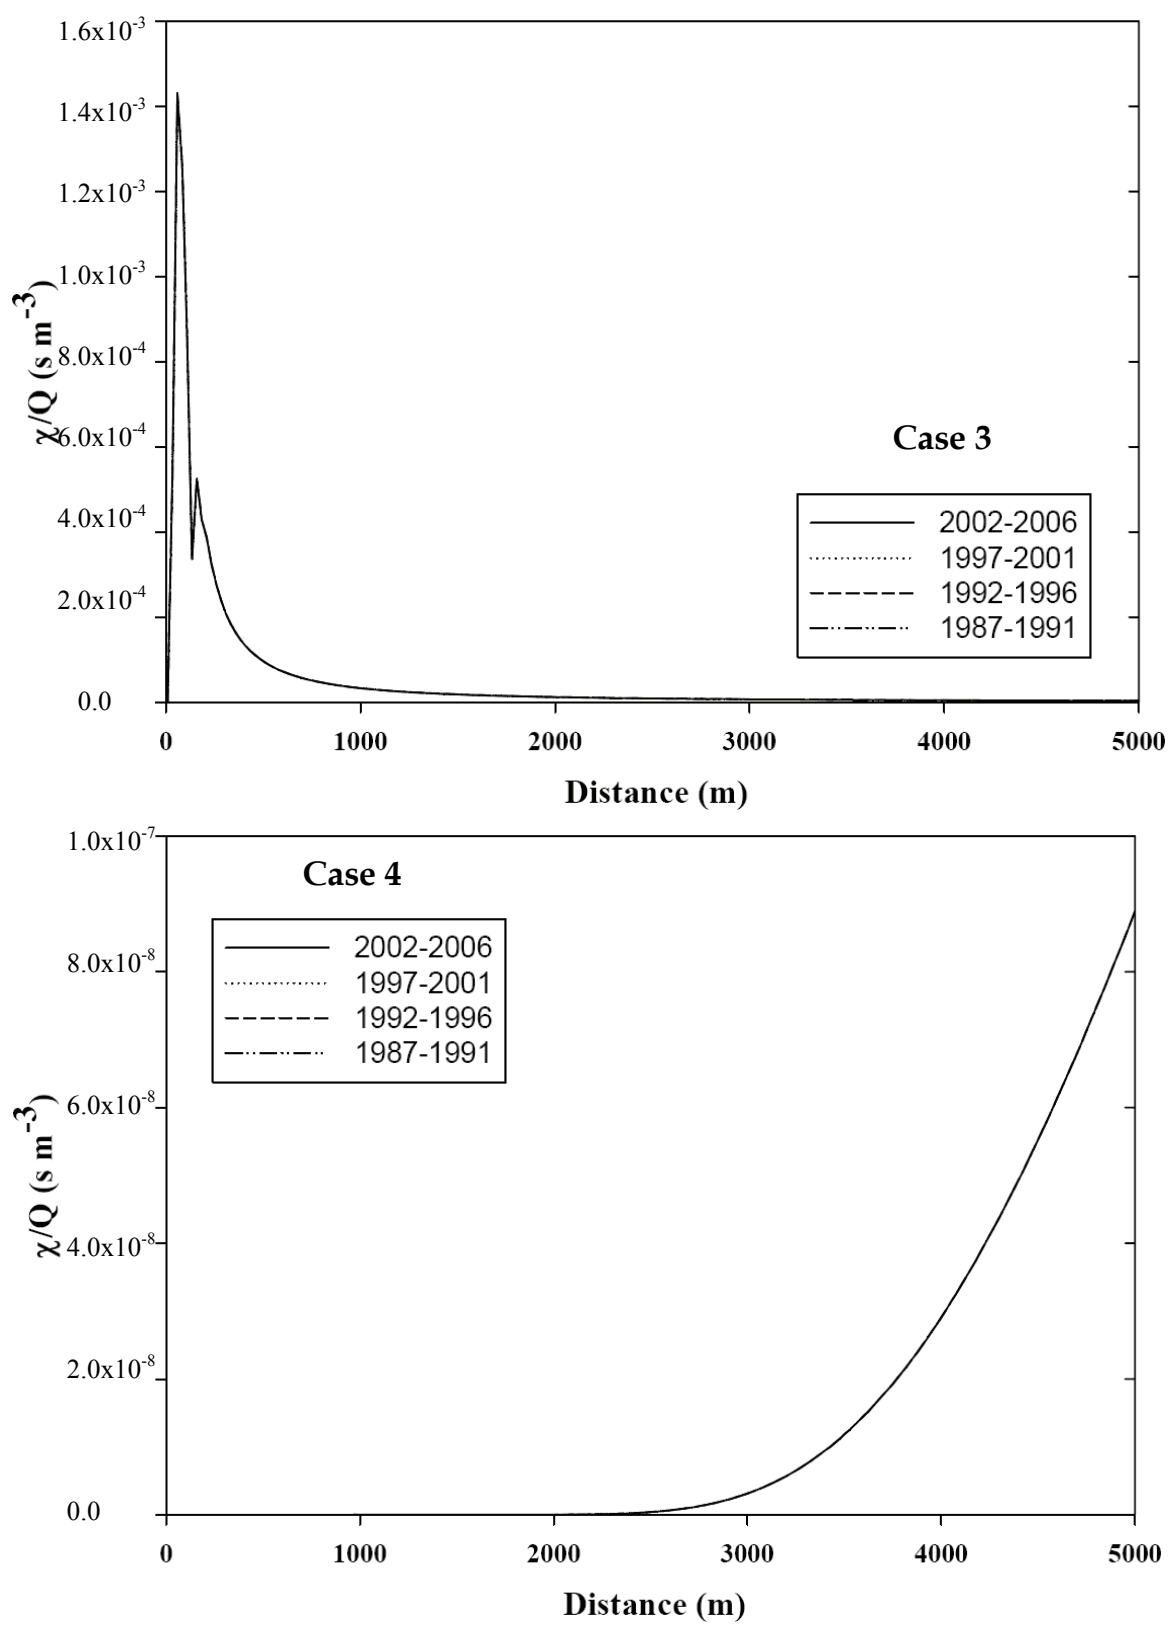 1.6x10⁻³
1.4x10⁻³
1.2x10⁻³
1.0x10⁻³
8.0x10⁻⁴
6.0x10⁻⁴
4.0x10⁻⁴
2.0x10⁻⁴
0.0
χ/Q (s m⁻³)
Case 3
2002-2006
1997-2001
1992-1996
1987-1991
0 1000 2000 3000 4000 5000
Distance (m)
1.0x10⁻⁷
8.0x10⁻⁸
6.0x10⁻⁸
4.0x10⁻⁸
2.0x10⁻⁸
0.0
χ/Q (s m⁻³)
Case 4
2002-2006
1997-2001
1992-1996
1987-1991
0 1000 2000 3000 4000 5000
Distance (m)